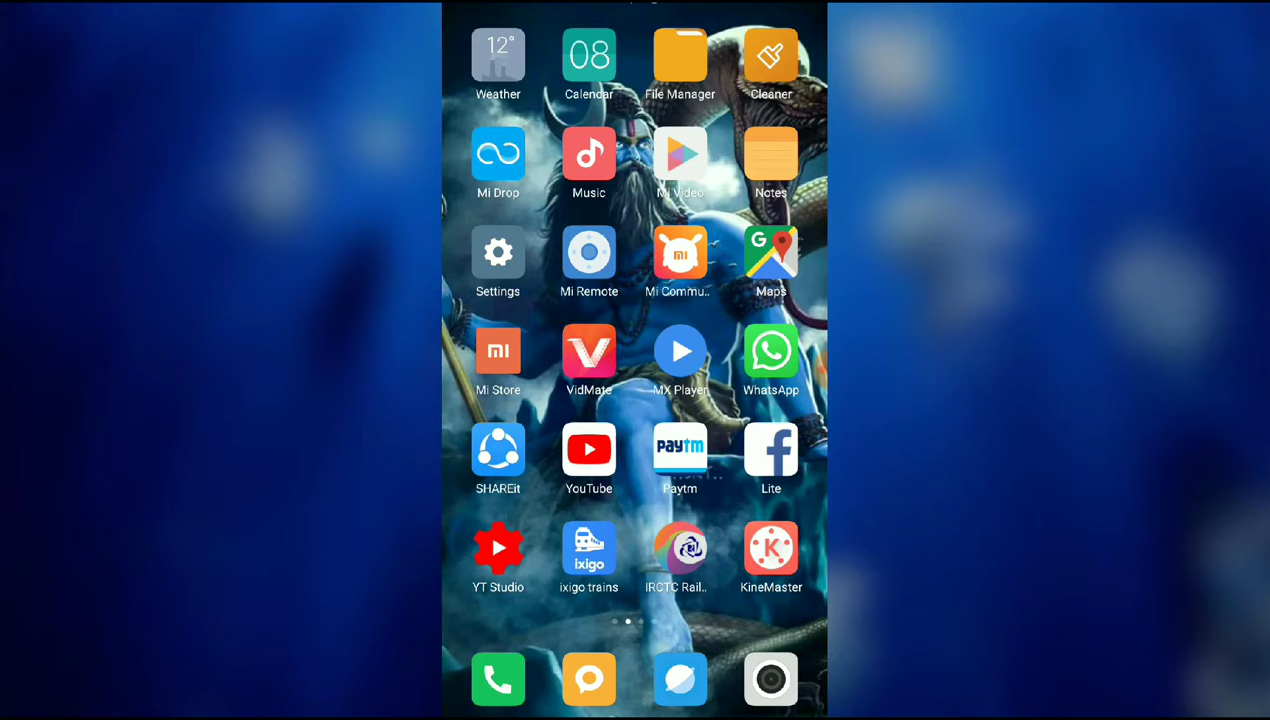 12°
08
Weather
Calendar
File Manager
Cleaner
Mi Drop
Music
Mi Video
Notes
G
mi
Settings
Mi Remote
Mi Commu..
Maps
mi
Mi Store
VidMate
MX Player
WhatsApp
paytm
SHAREit
YouTube
Paytm
Lite
ixigo
K
YT Studio
ixigo trains
IRCTC Rail..
KineMaster